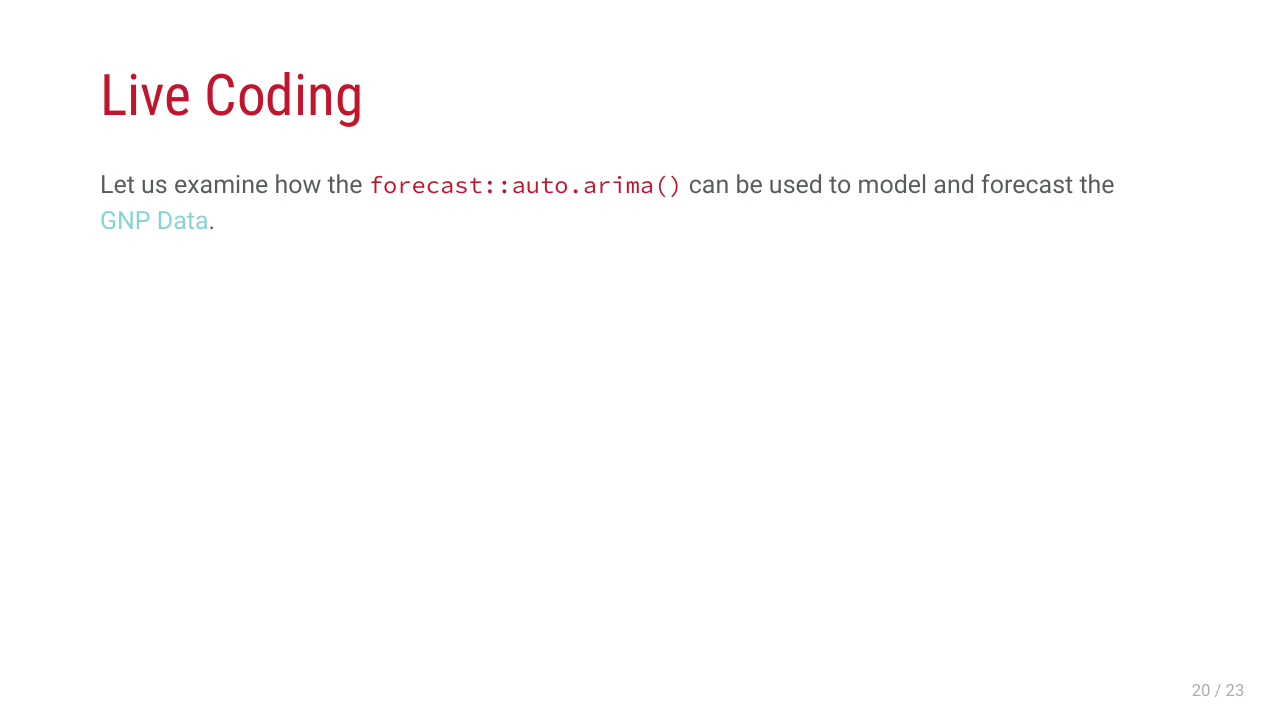 Live Coding
Let us examine how the forecast::auto.arima() can be used to model and forecast the
GNP Data.
20 / 23